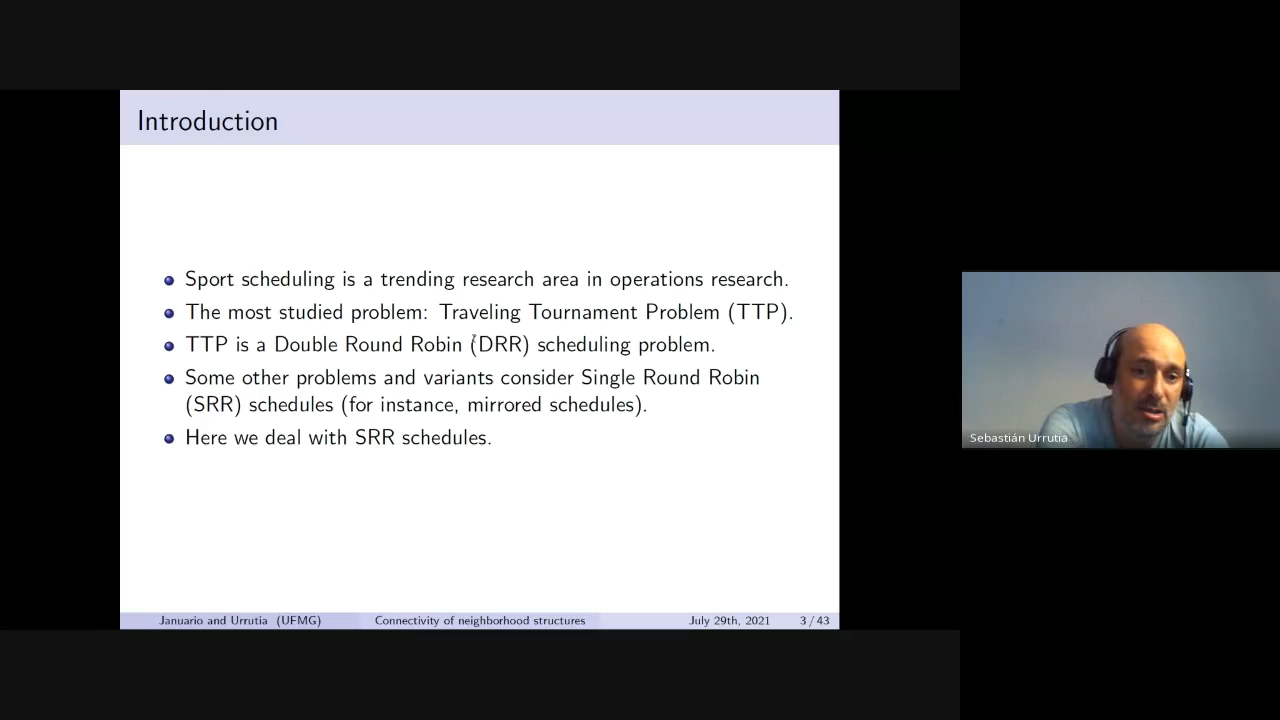 Introduction
Sport scheduling is a trending research area in operations research.
The most studied problem: Traveling Tournament Problem (TTP).
TTP is a Double Round Robin (DRR) scheduling problem.
Some other problems and variants consider Single Round Robin
(SRR) schedules (for instance, mirrored schedules).
Here we deal with SRR schedules.
Januario and Urrutia (UFMG)
Connectivity of neighborhood structures
July 29th, 2021
3 / 43
Sebastián Urrutia